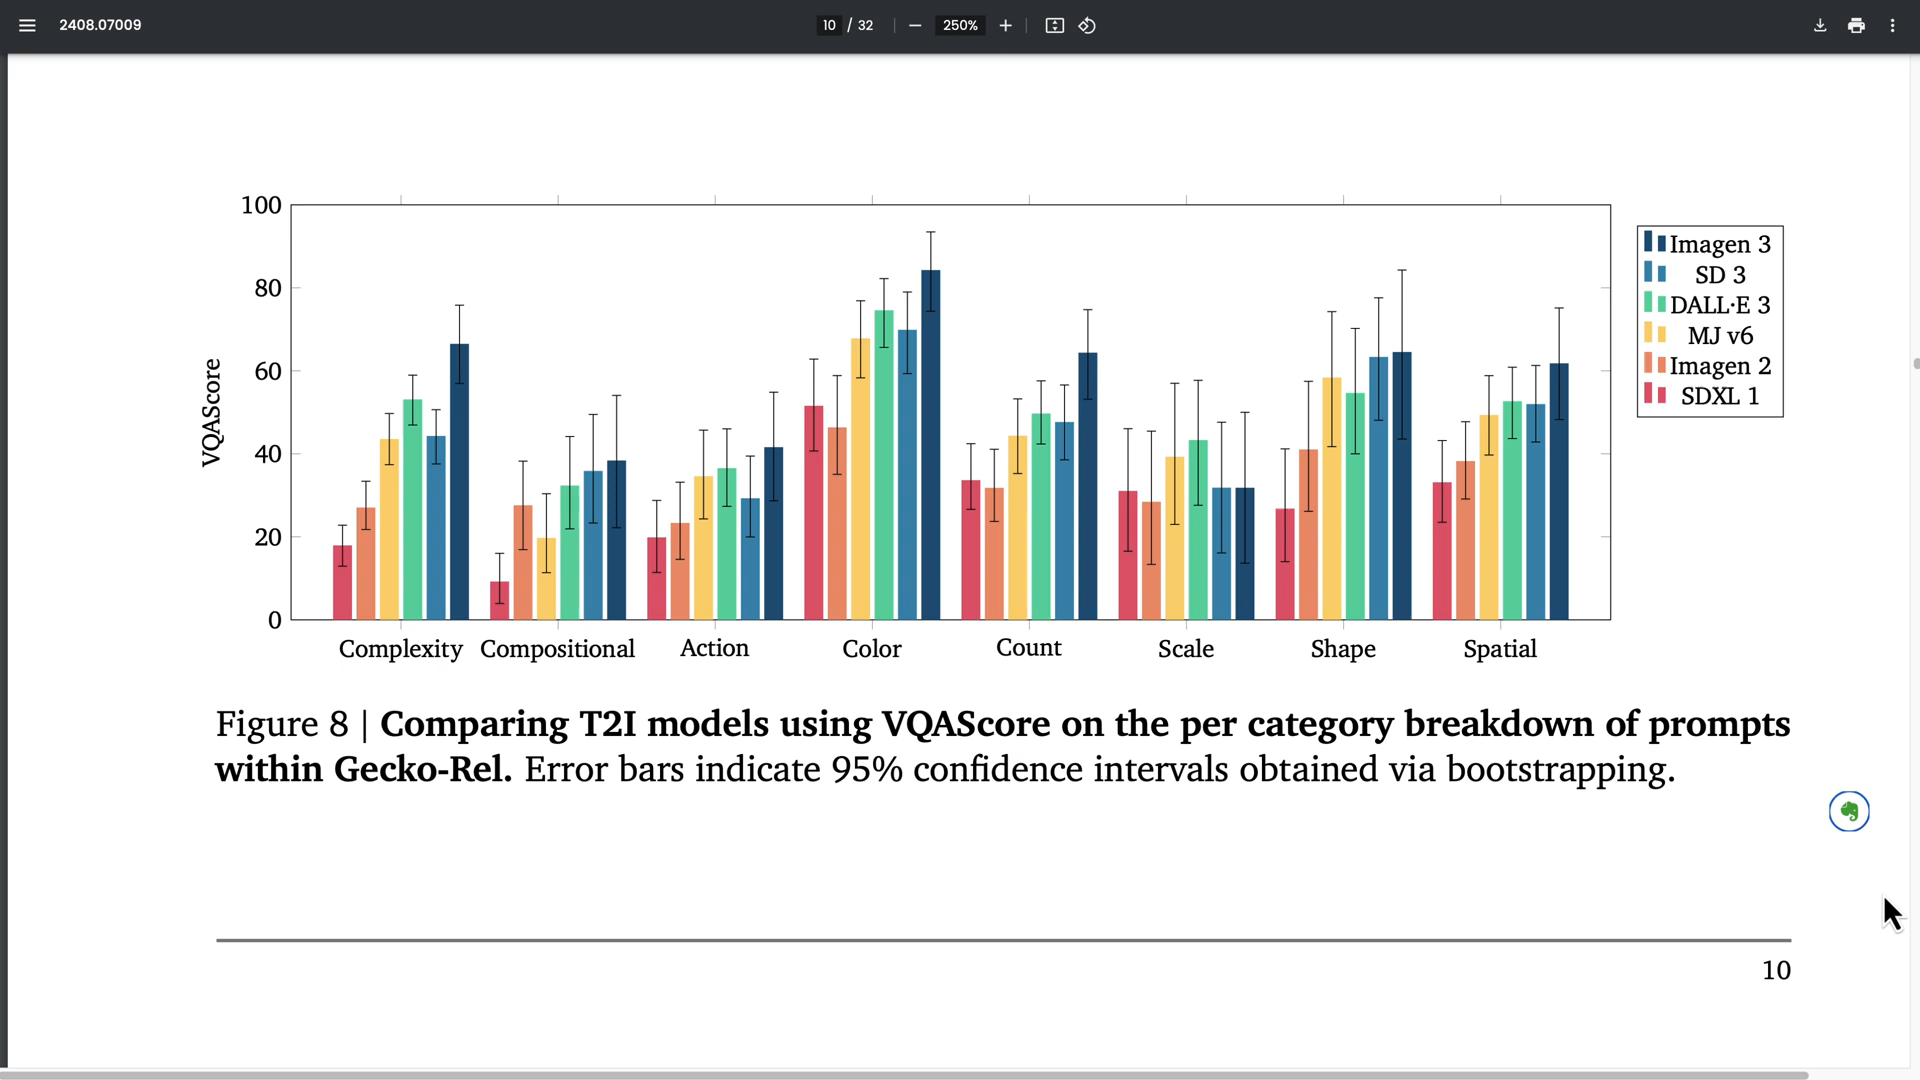 2408.07009
10 / 32
250%
100
80
60
40
20
0
VQAScore
Complexity Compositional Action Color Count Scale Shape Spatial
Imagen 3
SD 3
DALL·E 3
MJ v6
Imagen 2
SDXL 1
Figure 8 | Comparing T2I models using VQAScore on the per category breakdown of prompts
within Gecko-Rel. Error bars indicate 95% confidence intervals obtained via bootstrapping.
10